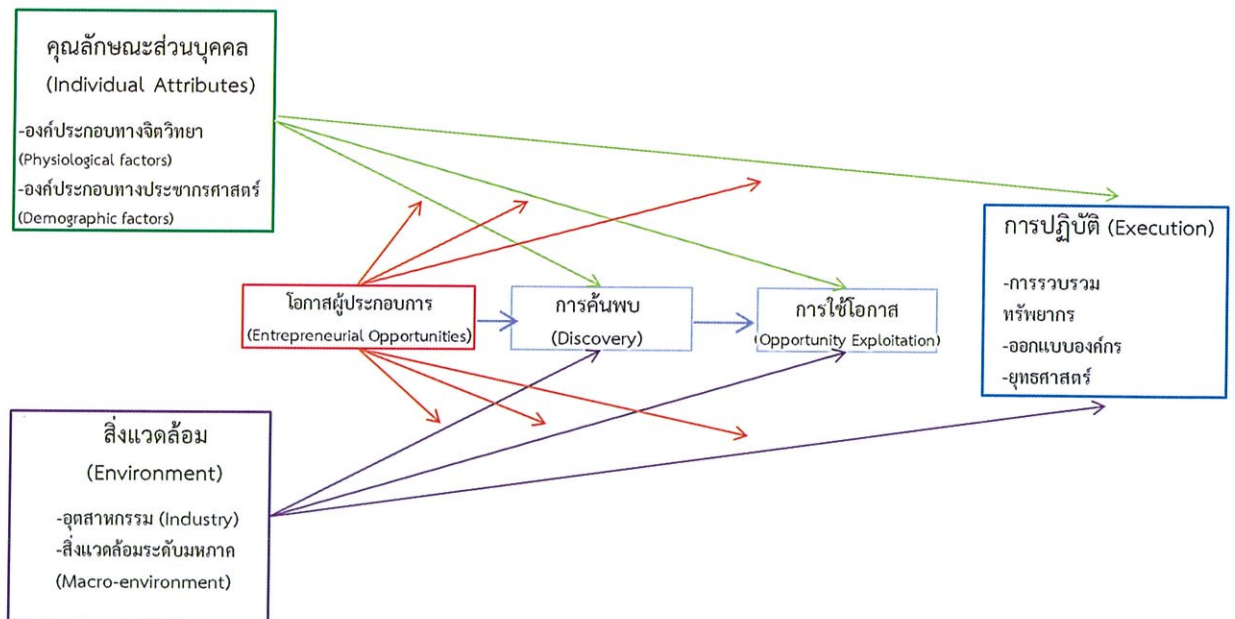 คุณลักษณะส่วนบุคคล
(Individual Attributes)
-องค์ประกอบทางจิตวิทยา
(Physiological factors)
-องค์ประกอบทางประชากรศาสตร์
(Demographic factors)
การปฏิบัติ (Execution)
-การรวบรวม
ทรัพยากร
-ออกแบบองค์กร
-ยุทธศาสตร์
โอกาสผู้ประกอบการ
(Entrepreneurial Opportunities)
การค้นพบ
(Discovery)
การใช้โอกาส
(Opportunity Exploitation)
สิ่งแวดล้อม
(Environment)
-อุตสาหกรรม (Industry)
-สิ่งแวดล้อมระดับมหภาค
(Macro-environment)